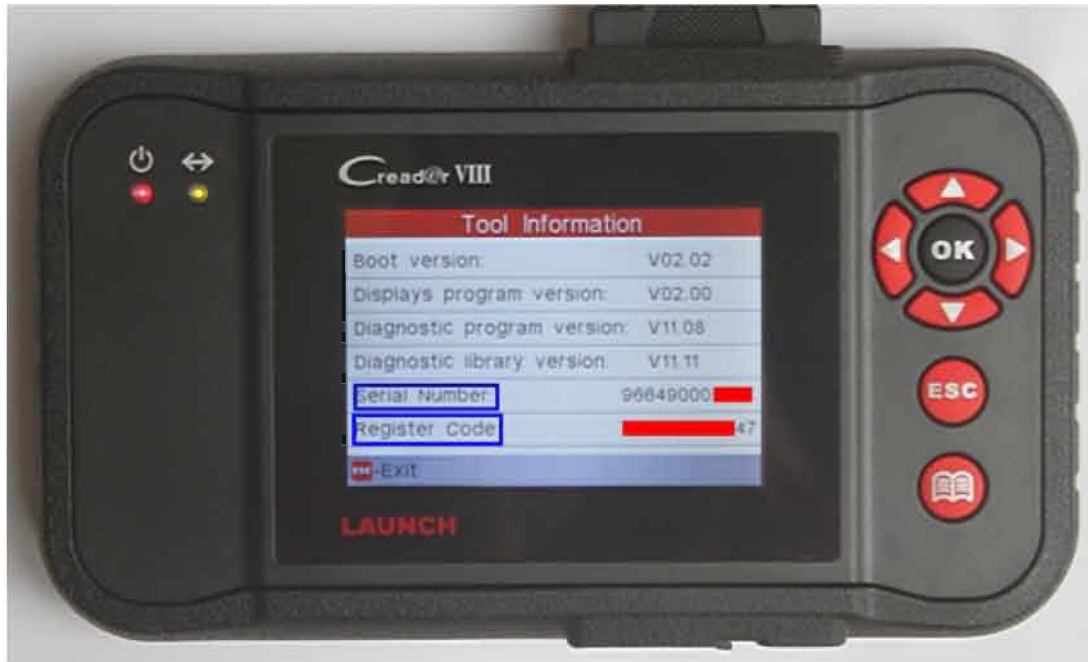 Cread@r VIII
Tool Information
Boot version: V02.02
Displays program version: V02.00
Diagnostic program version: V11.08
Diagnostic library version: V11.11
Serial Number: 96649000
Register Code 47
ESC-Exit
OK
ESC
LAUNCH